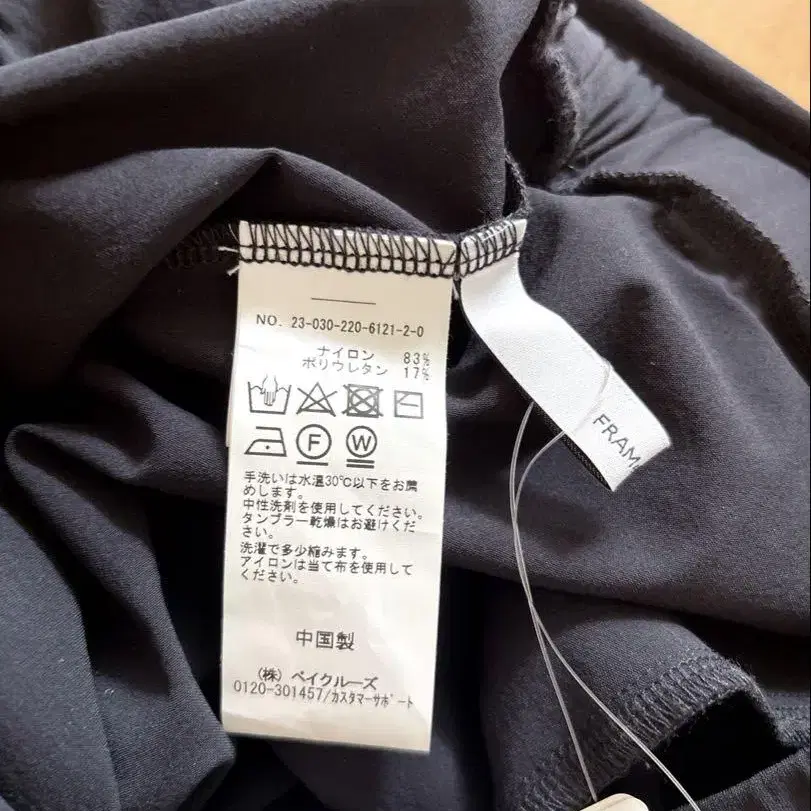 NO. 23-030-220-6121-2-0
ナイロン 83%
ポリウレタン 17%
F W
手洗いは水温30℃以下をお薦
めします。
中性洗剤を使用してください。
タンブラー乾燥はお避けくだ
さい。
洗濯で多少縮みます。
アイロンは当て布を使用して
ください。
中国製
(株) ベイクルーズ
0120-301457/カスタマーサポート
FRAM